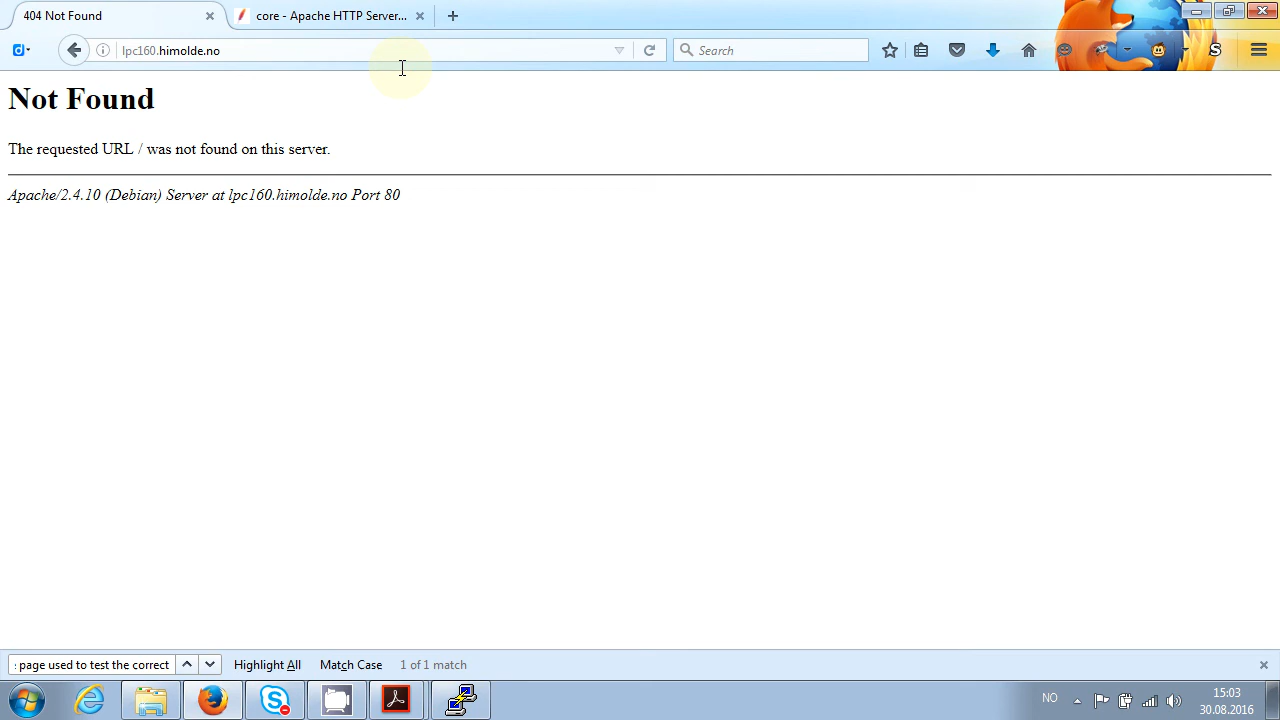 404 Not Found
core - Apache HTTP Server...
lpc160.himolde.no
Search
Not Found
The requested URL / was not found on this server.
Apache/2.4.10 (Debian) Server at lpc160.himolde.no Port 80
page used to test the correct
Highlight All
Match Case
1 of 1 match
NO
15:03
30.08.2016